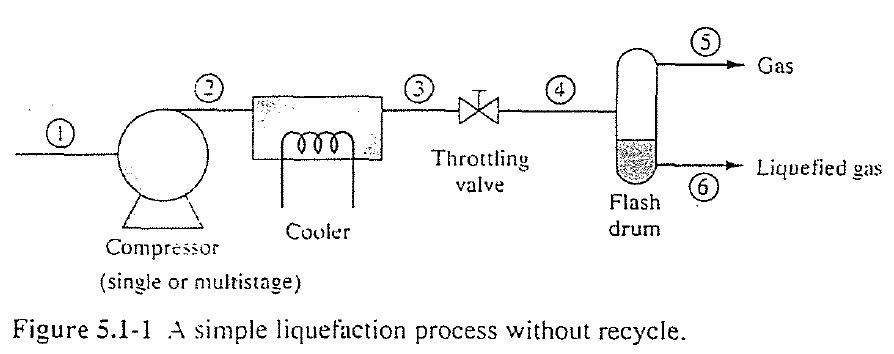 5
Gas
2
3
4
1
Throttling
valve
Liquefied gas
6
Flash
drum
Cooler
Compressor
(single or multistage)
Figure 5.1-1 A simple liquefaction process without recycle.